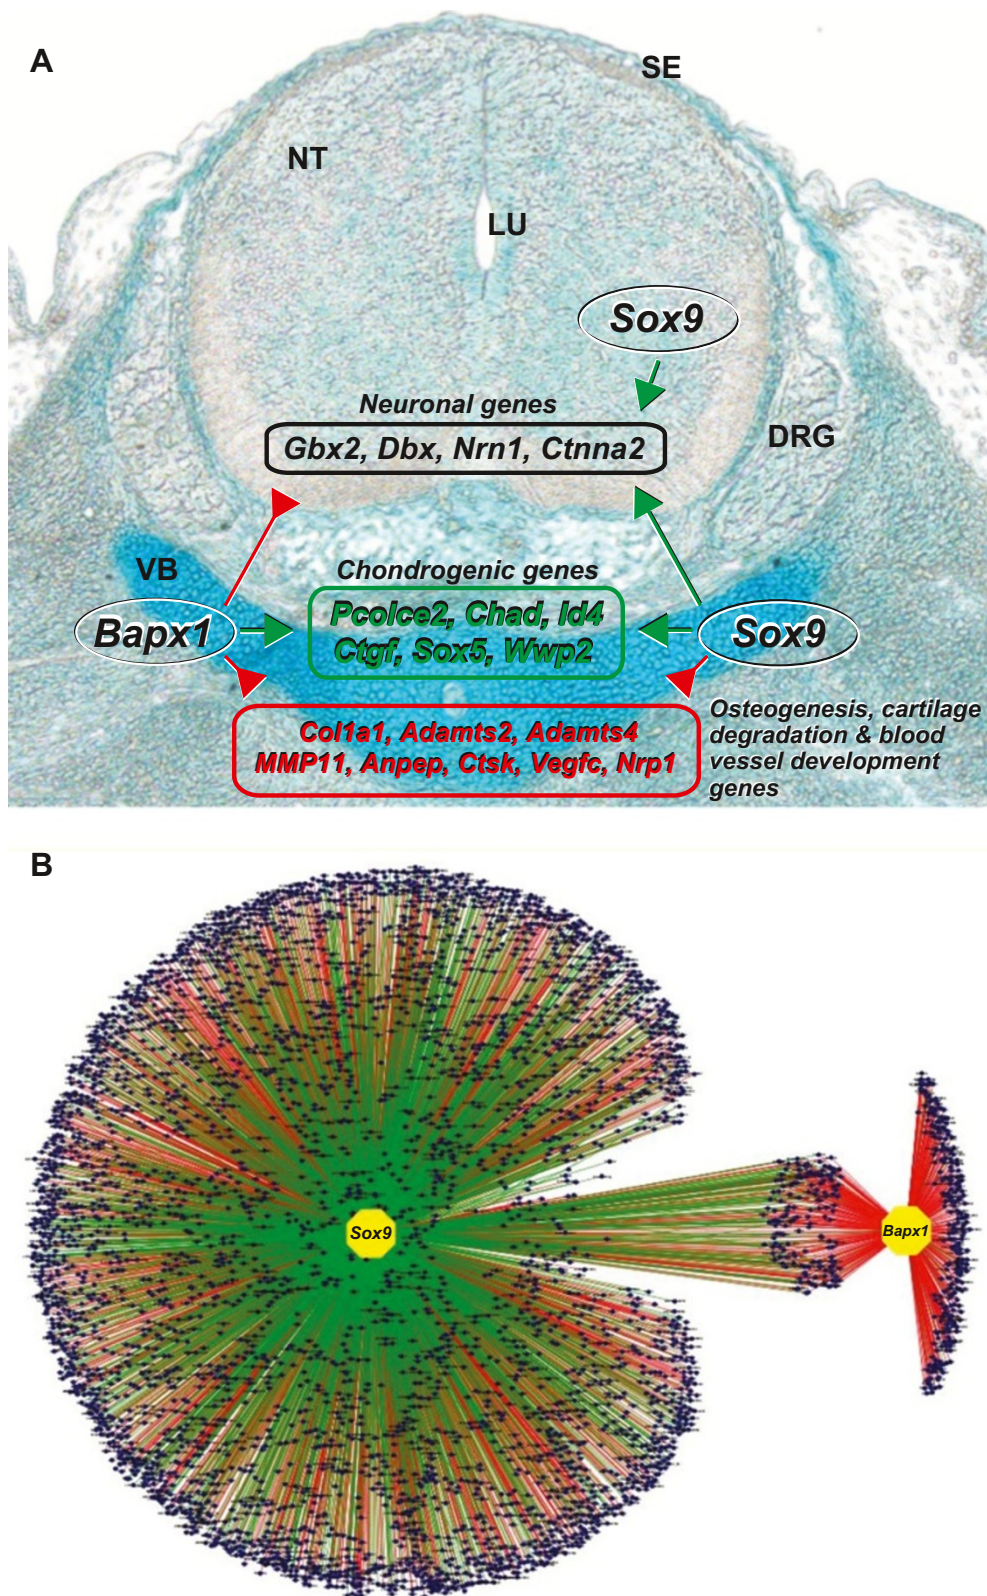 A
SE
NT
LU
Sox9
Neuronal genes
Gbx2, Dbx, Nrn1, Ctnna2
DRG
VB
Chondrogenic genes
Bapx1
Pcolce2, Chad, Id4
Ctgf, Sox5, Wwp2
Sox9
Col1a1, Adamts2, Adamts4
MMP11, Anpep, Ctsk, Vegfc, Nrp1
Osteogenesis, cartilage
degradation & blood
vessel development
genes
B
Sox9
Bapx1